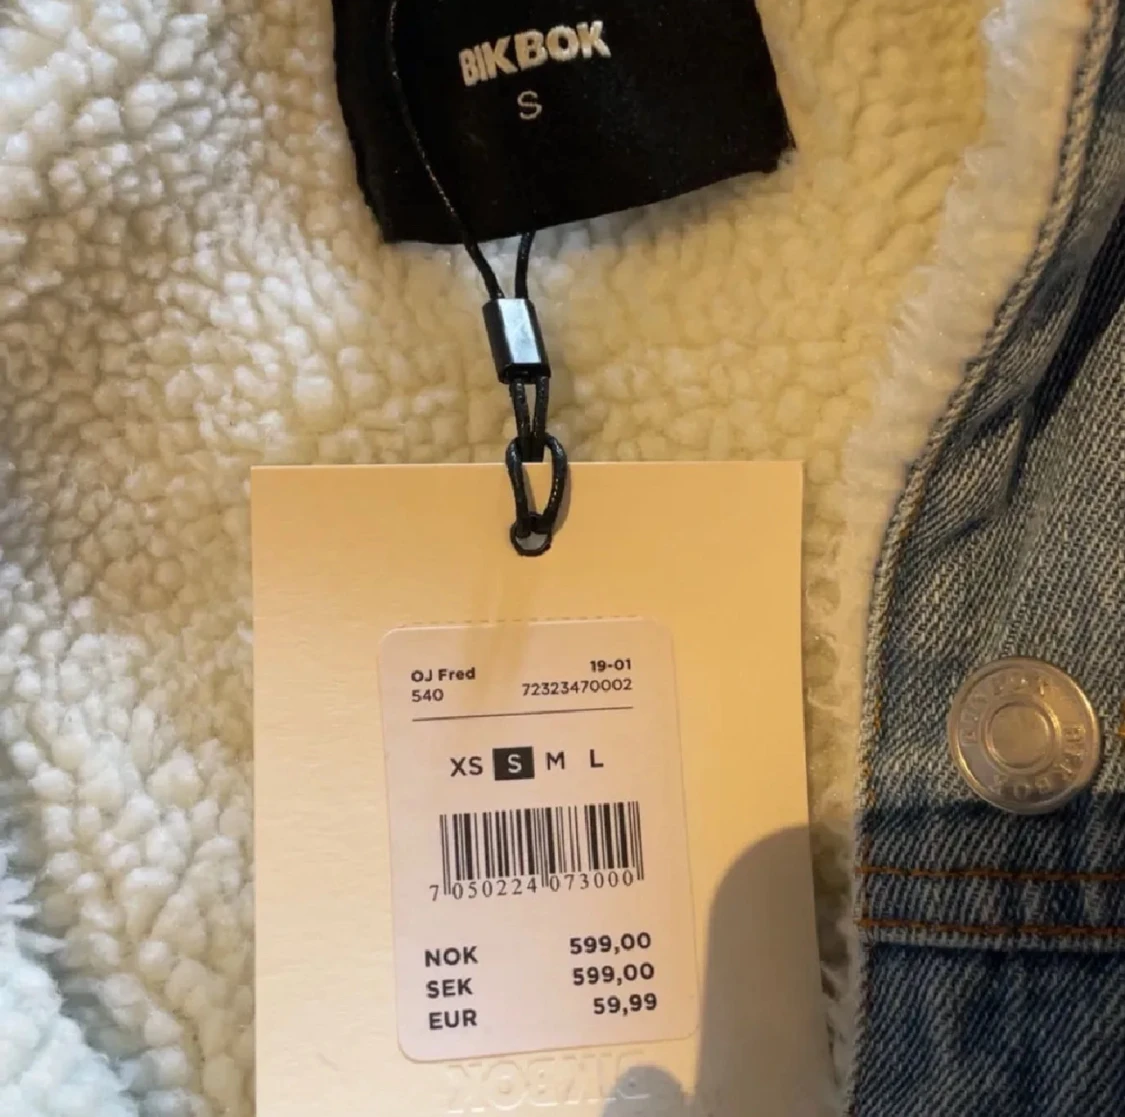 BIKBOK
S
OJ Fred 19-01
540 72323470002
XS S M L
7 050224 073000
NOK 599,00
SEK 599,00
EUR 59,99
BIKBOK